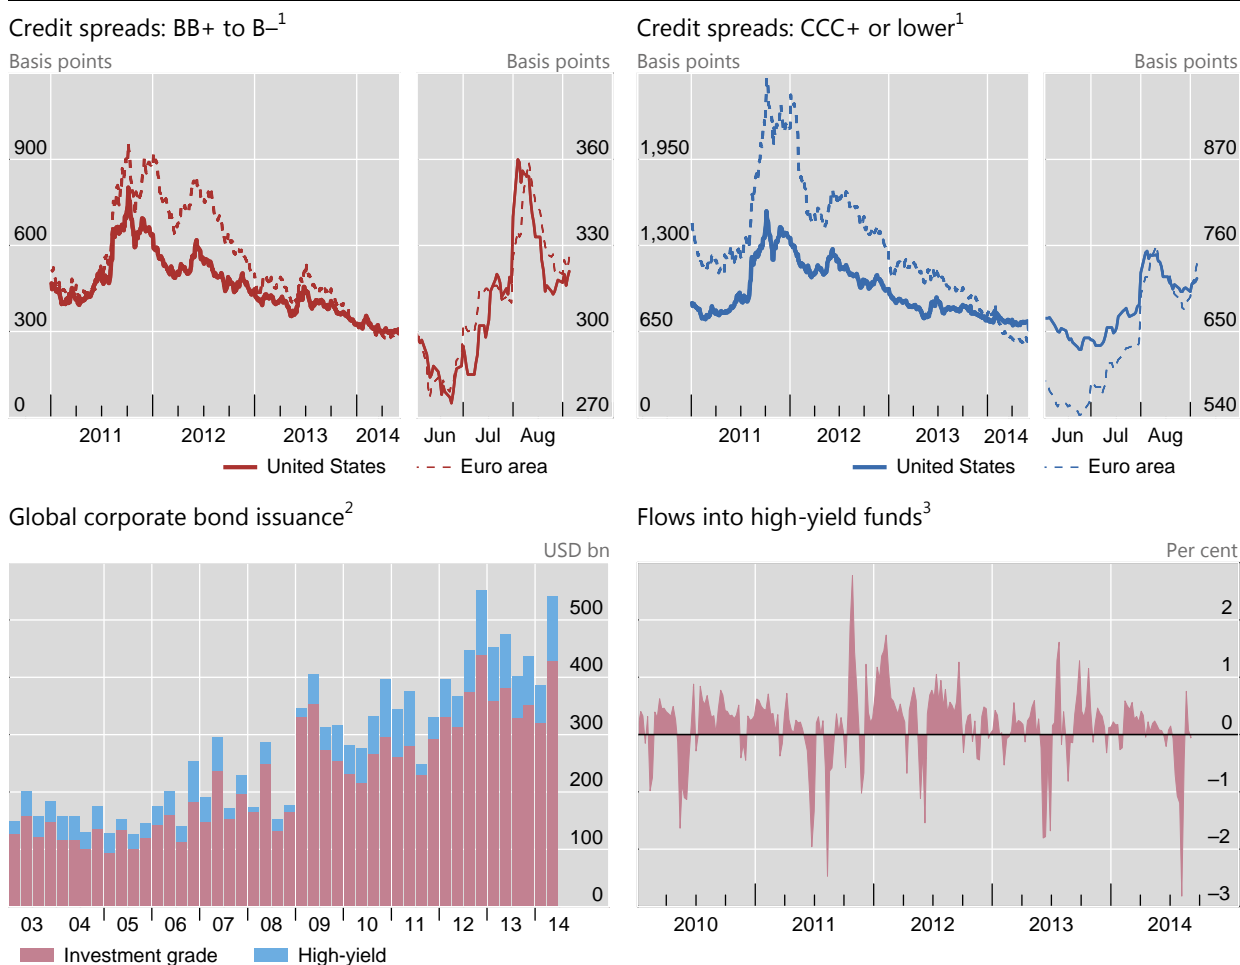 Credit spreads: BB+ to B–1
Basis points
Basis points
900
600
300
0
360
330
300
270
2011
2012
2013
2014
Jun
Jul
Aug
United States
Euro area
Credit spreads: CCC+ or lower1
Basis points
Basis points
1,950
1,300
650
0
870
760
650
540
2011
2012
2013
2014
Jun
Jul
Aug
United States
Euro area
Global corporate bond issuance2
USD bn
500
400
300
200
100
0
03
04
05
06
07
08
09
10
11
12
13
14
Investment grade
High-yield
Flows into high-yield funds3
Per cent
2
1
0
–1
–2
–3
2010
2011
2012
2013
2014